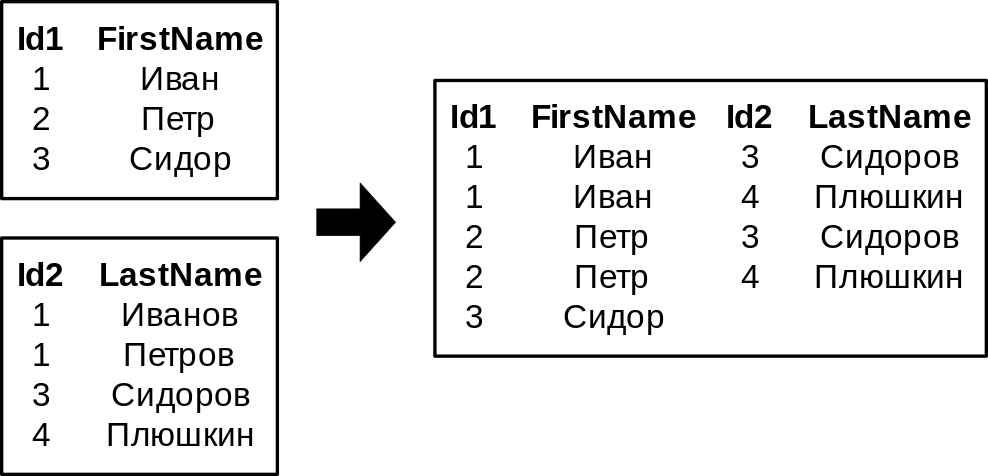 Id1 FirstName
1 Иван
2 Петр
3 Сидор
Id2 LastName
1 Иванов
1 Петров
3 Сидоров
4 Плюшкин
Id1 FirstName Id2 LastName
1 Иван 3 Сидоров
1 Иван 4 Плюшкин
2 Петр 3 Сидоров
2 Петр 4 Плюшкин
3 Сидор